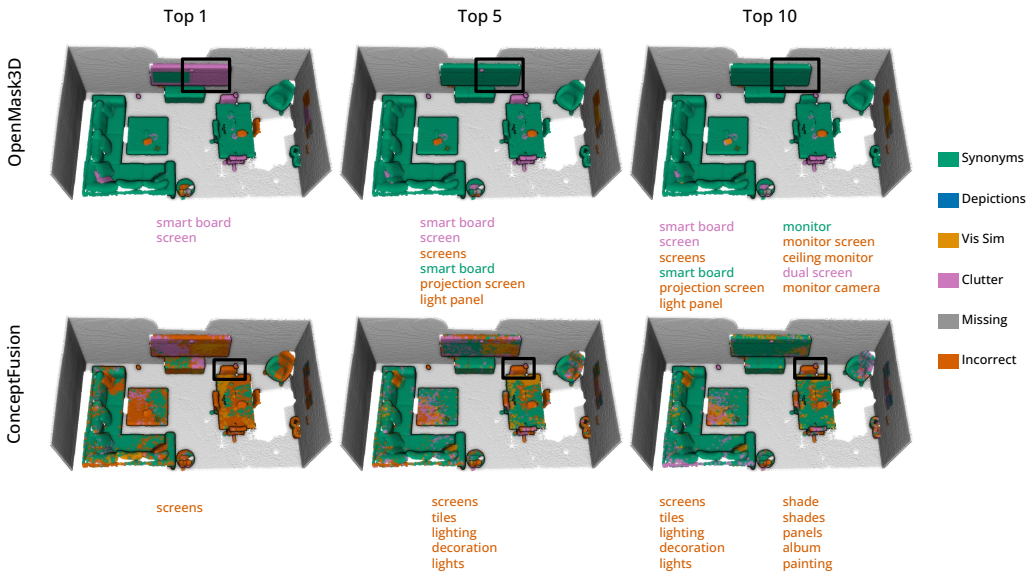 Top 1
Top 5
Top 10
OpenMask3D
smart board
screen
smart board
screen
screens
smart board
projection screen
light panel
smart board
screen
screens
smart board
projection screen
light panel
monitor
monitor screen
ceiling monitor
dual screen
monitor camera
Synonyms
Depictions
Vis Sim
Clutter
Missing
Incorrect
ConceptFusion
screens
screens
tiles
lighting
decoration
lights
screens
tiles
lighting
decoration
lights
shade
shades
panels
album
painting